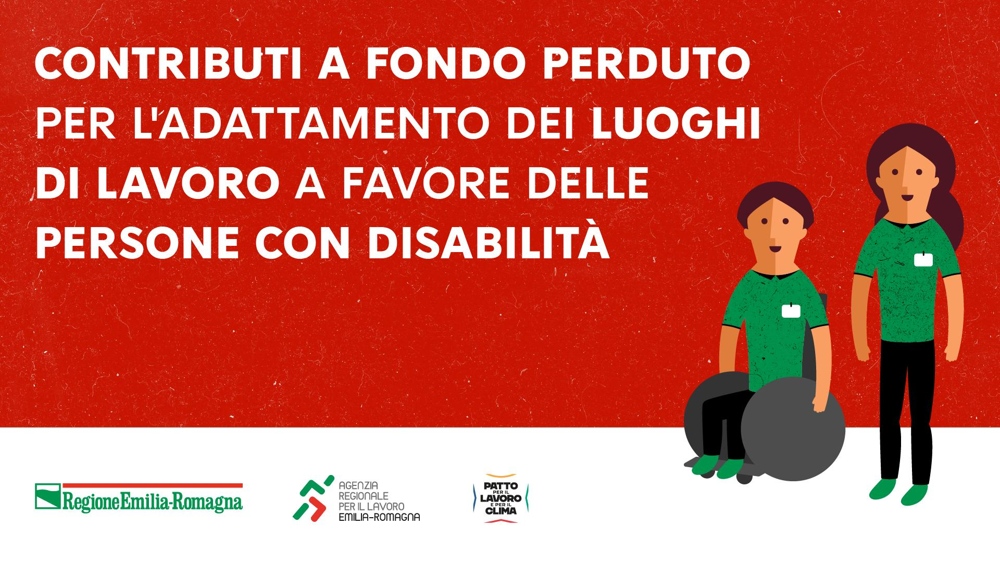 CONTRIBUTI A FONDO PERDUTO
PER L'ADATTAMENTO DEI LUOGHI
DI LAVORO A FAVORE DELLE
PERSONE CON DISABILITÀ
RegioneEmilia-Romagna
AGENZIA
REGIONALE
PER IL LAVORO
EMILIA-ROMAGNA
PATTO
PER IL
LAVORO
E PER IL
CLIMA